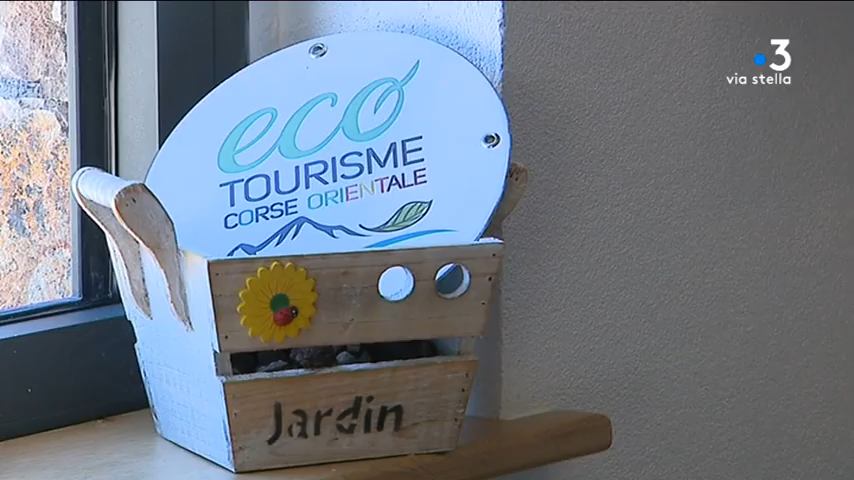 3
via stella
eco
TOURISME
CORSE ORIENTALE
Jardin